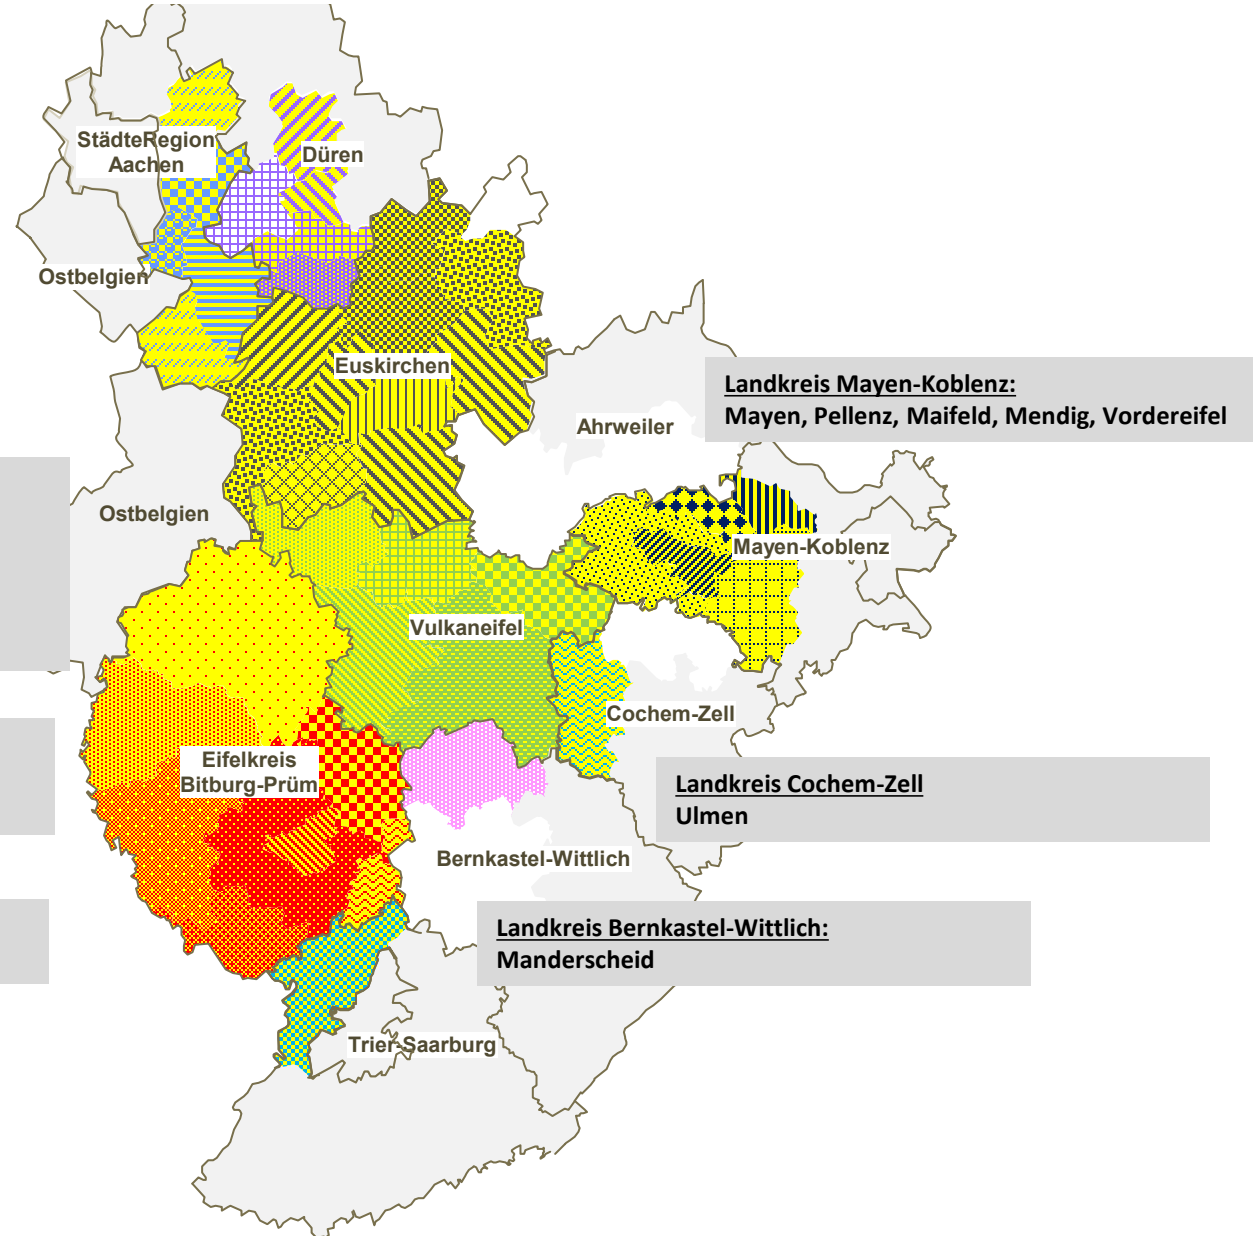 StädteRegion
Aachen
Düren
Ostbelgien
Euskirchen
Landkreis Mayen-Koblenz:
Mayen, Pellenz, Maifeld, Mendig, Vordereifel
Ahrweiler
Ostbelgien
Mayen-Koblenz
Vulkaneifel
Cochem-Zell
Eifelkreis
Bitburg-Prüm
Landkreis Cochem-Zell
Ulmen
Bernkastel-Wittlich
Landkreis Bernkastel-Wittlich:
Manderscheid
Trier-Saarburg